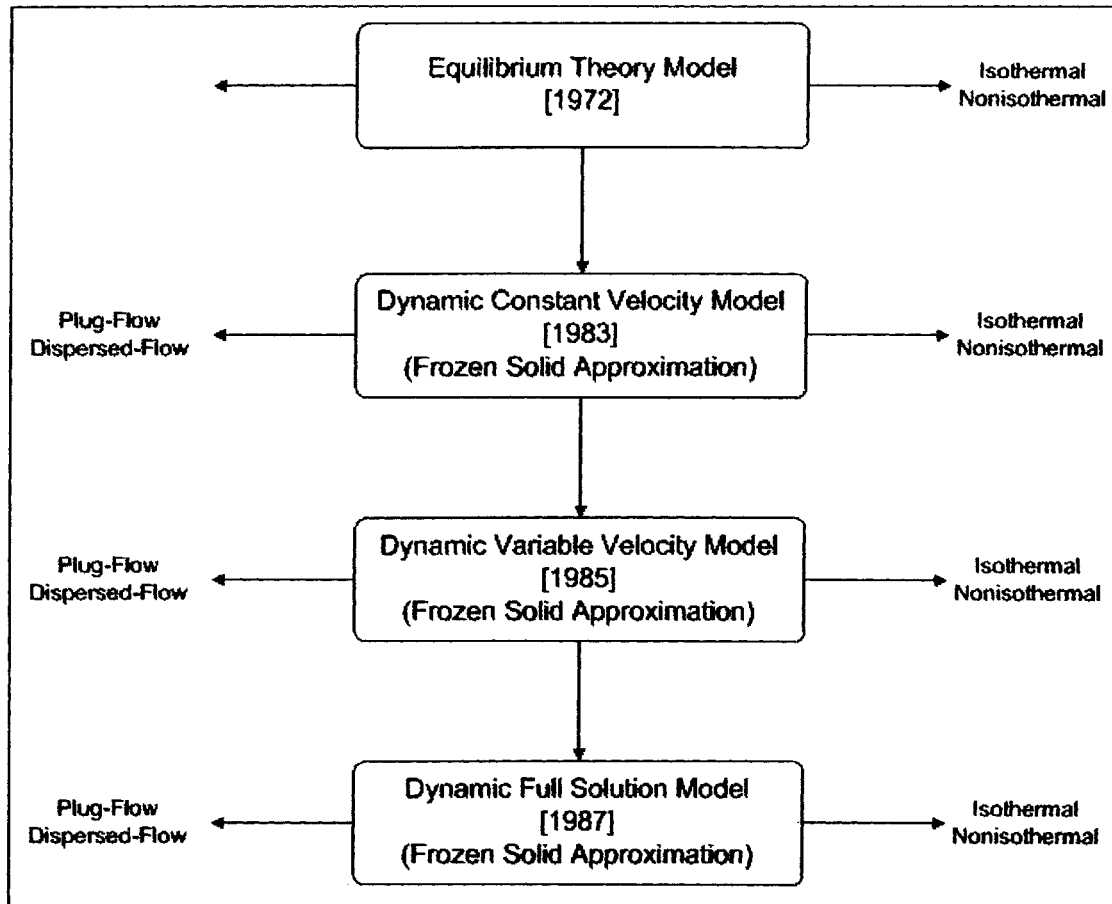 Equilibrium Theory Model
[1972]
Isothermal
Nonisothermal
Plug-Flow
Dispersed-Flow
Dynamic Constant Velocity Model
[1983]
(Frozen Solid Approximation)
Isothermal
Nonisothermal
Plug-Flow
Dispersed-Flow
Dynamic Variable Velocity Model
[1985]
(Frozen Solid Approximation)
Isothermal
Nonisothermal
Plug-Flow
Dispersed-Flow
Dynamic Full Solution Model
[1987]
(Frozen Solid Approximation)
Isothermal
Nonisothermal